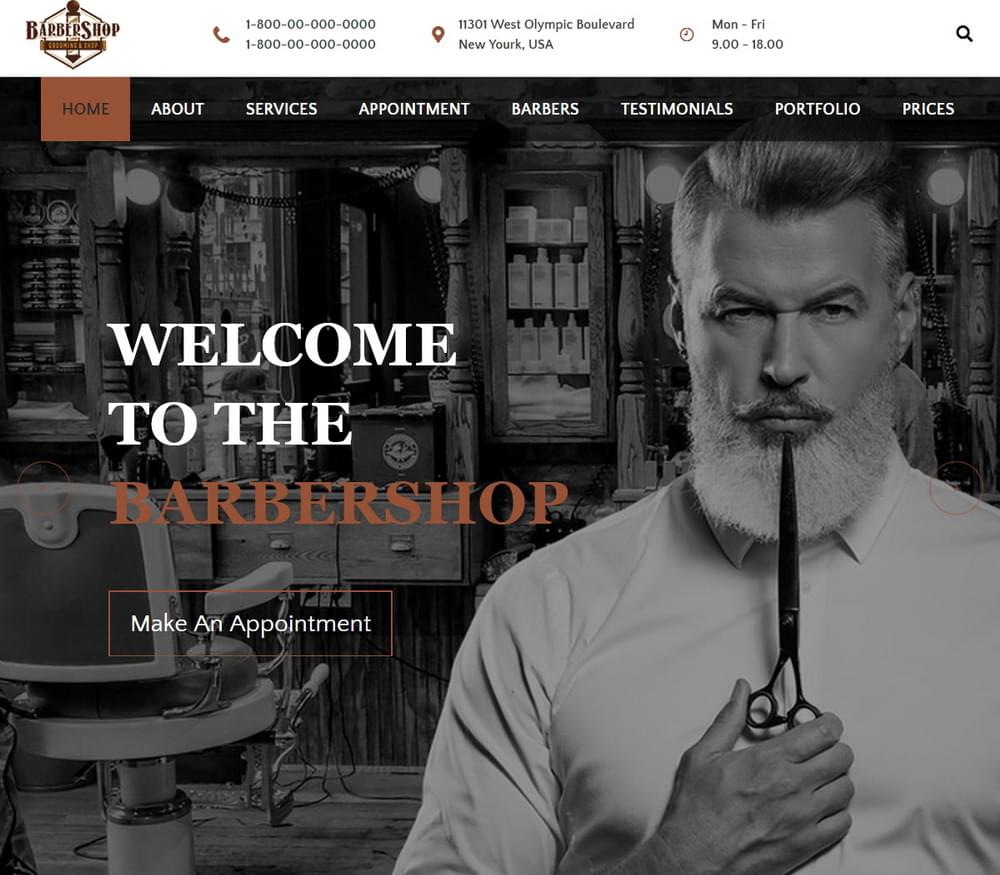 BARBERSHOP
GROOMING & SHOP
1-800-00-000-0000
1-800-00-000-0000
11301 West Olympic Boulevard
New Yourk, USA
Mon - Fri
9.00 - 18.00
HOME ABOUT SERVICES APPOINTMENT BARBERS TESTIMONIALS PORTFOLIO PRICES
WELCOME
TO THE
BARBERSHOP
Make An Appointment